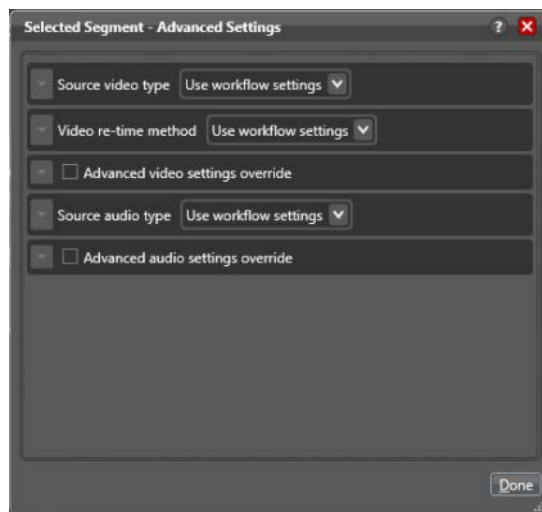 Selected Segment - Advanced Settings ?
Source video type Use workflow settings
Video re-time method Use workflow settings
Advanced video settings override
Source audio type Use workflow settings
Advanced audio settings override
Done